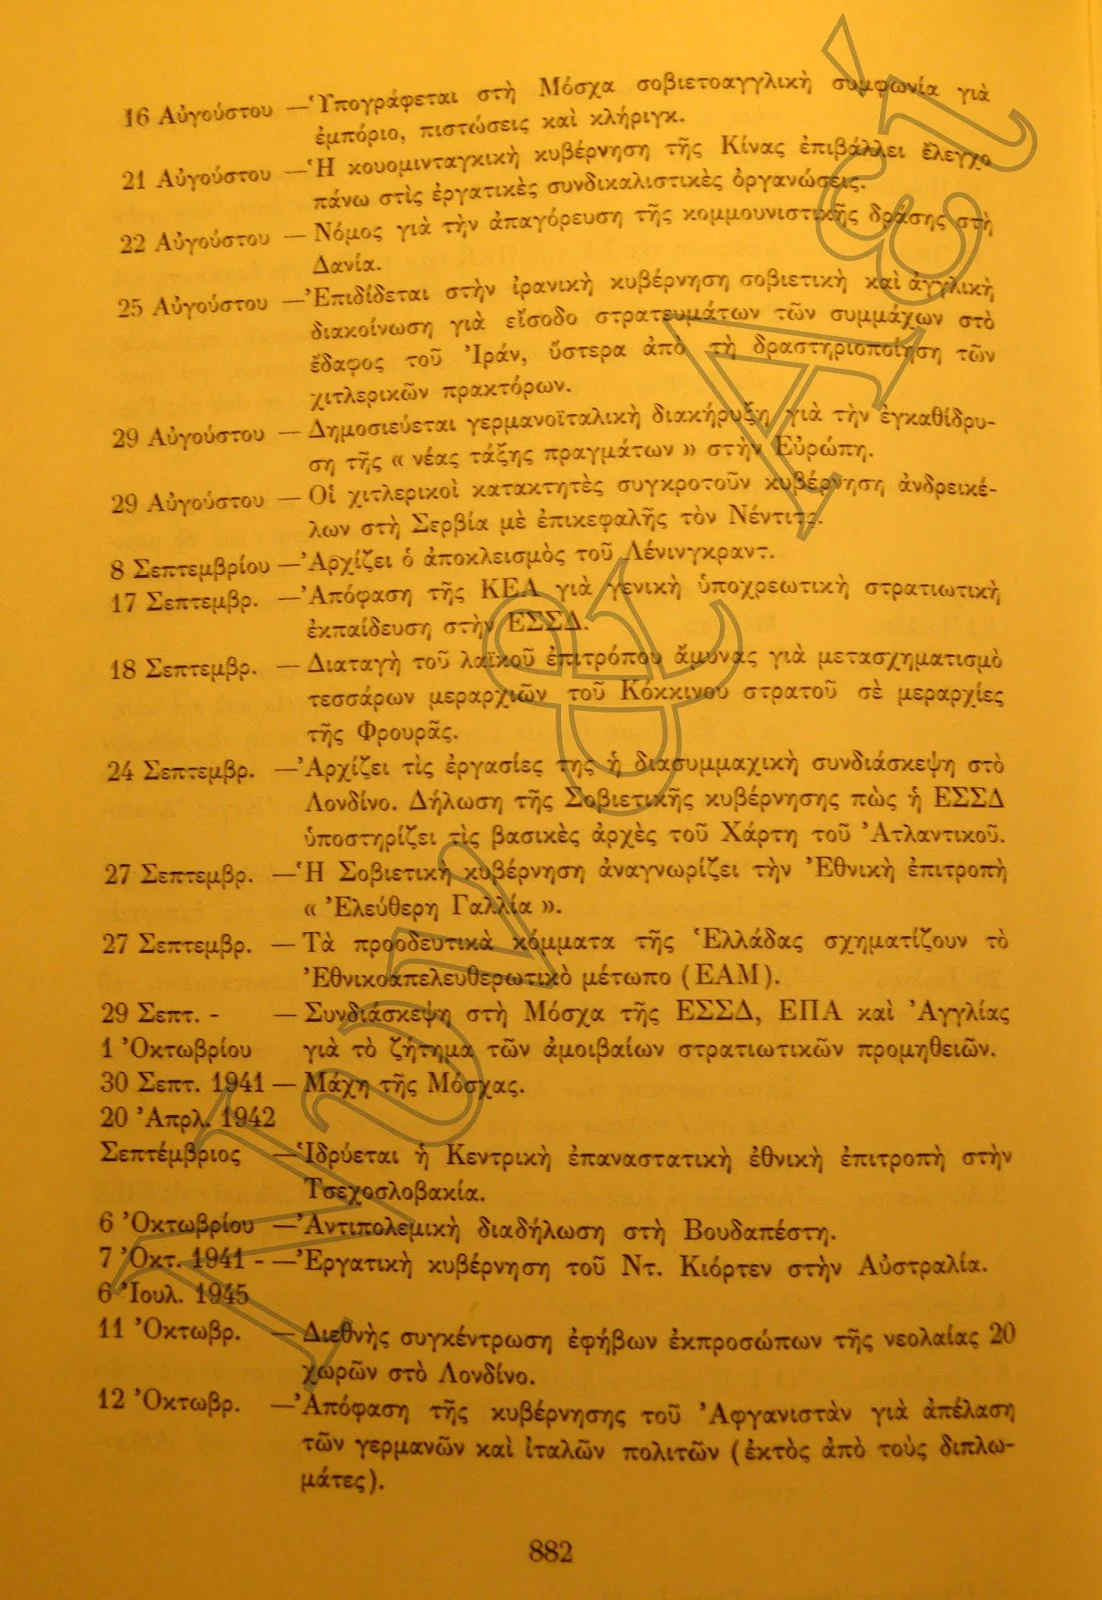 16 Αὐγούστου —Ὑπογράφεται στὴ Μόσχα σοβιετοαγγλικὴ συμφωνία γιὰ
ἐμπόριο, πιστώσεις καὶ κλήριγκ.
21 Αὐγούστου —Ἡ κουομινταγκικὴ κυβέρνηση τῆς Κίνας ἐπιβάλλει ἔλεγχο
πάνω στὶς ἐργατικὲς συνδικαλιστικὲς ὀργανώσεις.
22 Αὐγούστου — Νόμος γιὰ τὴν ἀπαγόρευση τῆς κομμουνιστικῆς δράσης στὴ
Δανία.
25 Αὐγούστου —Ἐπιδίδεται στὴν ἰρανικὴ κυβέρνηση σοβιετικὴ καὶ ἀγγλικὴ
διακοίνωση γιὰ εἴσοδο στρατευμάτων τῶν συμμάχων στὸ
ἔδαφος τοῦ Ἰράν, ὕστερα ἀπὸ τὴ δραστηριοποίηση τῶν
χιτλερικῶν πρακτόρων.
29 Αὐγούστου — Δημοσιεύεται γερμανοϊταλικὴ διακήρυξη γιὰ τὴν ἐγκαθίδρυ-
ση τῆς « νέας τάξης πραγμάτων » στὴν Εὐρώπη.
29 Αὐγούστου — Οἱ χιτλερικοὶ κατακτητὲς συγκροτοῦν κυβέρνηση ἀνδρεικέ-
λων στὴ Σερβία μὲ ἐπικεφαλῆς τὸν Νέντιτς.
8 Σεπτεμβρίου —Ἀρχίζει ὁ ἀποκλεισμὸς τοῦ Λένινγκραντ.
17 Σεπτεμβρ. —Ἀπόφαση τῆς ΚΕΑ γιὰ γενικὴ ὑποχρεωτικὴ στρατιωτικὴ
ἐκπαίδευση στὴν ΕΣΣΔ.
18 Σεπτεμβρ. — Διαταγὴ τοῦ λαϊκοῦ ἐπιτρόπου ἄμυνας γιὰ μετασχηματισμὸ
τεσσάρων μεραρχιῶν τοῦ Κόκκινου στρατοῦ σὲ μεραρχίες
τῆς Φρουρᾶς.
24 Σεπτεμβρ. —Ἀρχίζει τὶς ἐργασίες της ἡ διασυμμαχικὴ συνδιάσκεψη στὸ
Λονδίνο. Δήλωση τῆς Σοβιετικῆς κυβέρνησης πὼς ἡ ΕΣΣΔ
ὑποστηρίζει τὶς βασικὲς ἀρχὲς τοῦ Χάρτη τοῦ Ἀτλαντικοῦ.
27 Σεπτεμβρ. —Ἡ Σοβιετικὴ κυβέρνηση ἀναγνωρίζει τὴν Ἐθνικὴ ἐπιτροπὴ
« Ἐλεύθερη Γαλλία ».
27 Σεπτεμβρ. — Τὰ προοδευτικὰ κόμματα τῆς Ἑλλάδας σχηματίζουν τὸ
Ἐθνικοαπελευθερωτικὸ μέτωπο (ΕΑΜ).
29 Σεπτ. - — Συνδιάσκεψη στὴ Μόσχα τῆς ΕΣΣΔ, ΕΠΑ καὶ Ἀγγλίας
1 Ὀκτωβρίου γιὰ τὸ ζήτημα τῶν ἀμοιβαίων στρατιωτικῶν προμηθειῶν.
30 Σεπτ. 1941 — Μάχη τῆς Μόσχας.
20 Ἀπρλ. 1942
Σεπτέμβριος —Ἱδρύεται ἡ Κεντρικὴ ἐπαναστατικὴ ἐθνικὴ ἐπιτροπὴ στὴν
Τσεχοσλοβακία.
6 Ὀκτωβρίου —Ἀντιπολεμικὴ διαδήλωση στὴ Βουδαπέστη.
7 Ὀκτ. 1941 - —Ἐργατικὴ κυβέρνηση τοῦ Ντ. Κιόρτεν στὴν Αὐστραλία.
6 Ἰουλ. 1945
11 Ὀκτωβρ. — Διεθνὴς συγκέντρωση ἐφήβων ἐκπροσώπων τῆς νεολαίας 20
χωρῶν στὸ Λονδίνο.
12 Ὀκτωβρ. —Ἀπόφαση τῆς κυβέρνησης τοῦ Ἀφγανιστὰν γιὰ ἀπέλαση
τῶν γερμανῶν καὶ ἰταλῶν πολιτῶν (ἐκτὸς ἀπὸ τοὺς διπλω-
μάτες).
882